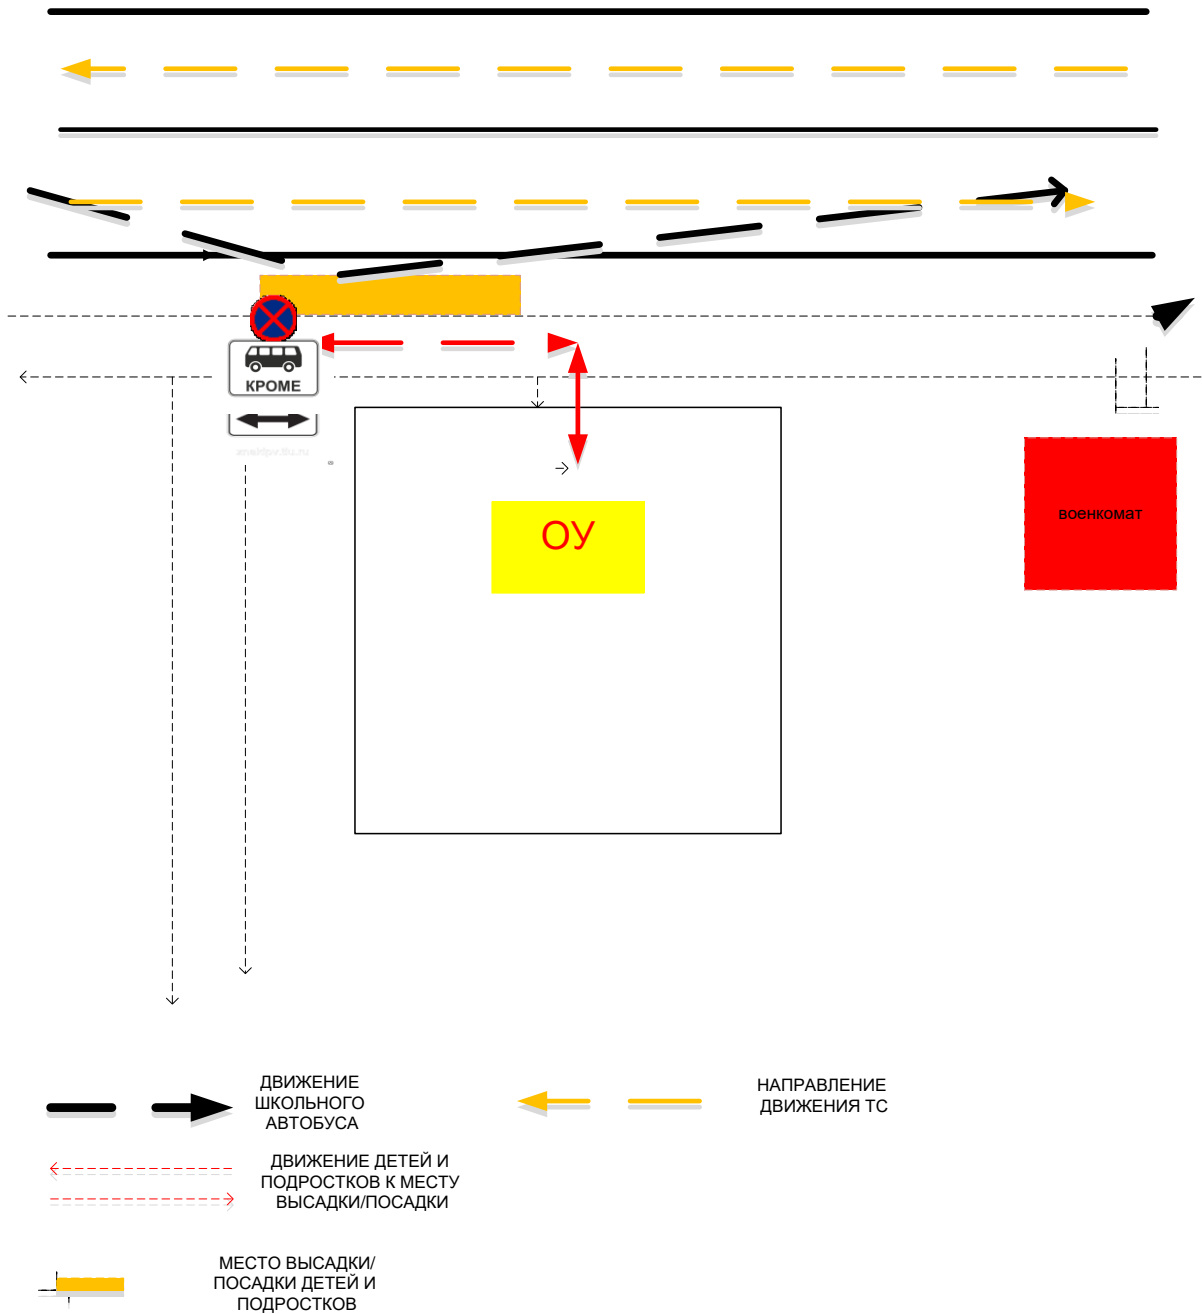 КРОМЕ
ОУ
военкомат
ДВИЖЕНИЕ
ШКОЛЬНОГО
АВТОБУСА
НАПРАВЛЕНИЕ
ДВИЖЕНИЯ ТС
ДВИЖЕНИЕ ДЕТЕЙ И
ПОДРОСТКОВ К МЕСТУ
ВЫСАДКИ/ПОСАДКИ
МЕСТО ВЫСАДКИ/
ПОСАДКИ ДЕТЕЙ И
ПОДРОСТКОВ